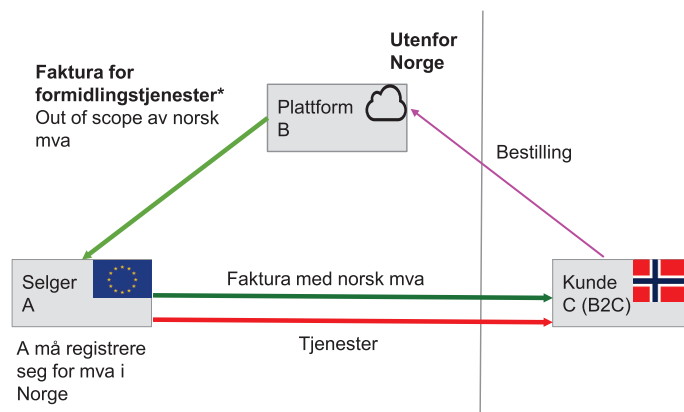 Utenfor
Norge
Faktura for
formidlingstjenester*
Out of scope av norsk
mva
Plattform
B
Bestilling
Selger
A
Faktura med norsk mva
Kunde
C (B2C)
Tjenester
A må registrere
seg for mva i
Norge